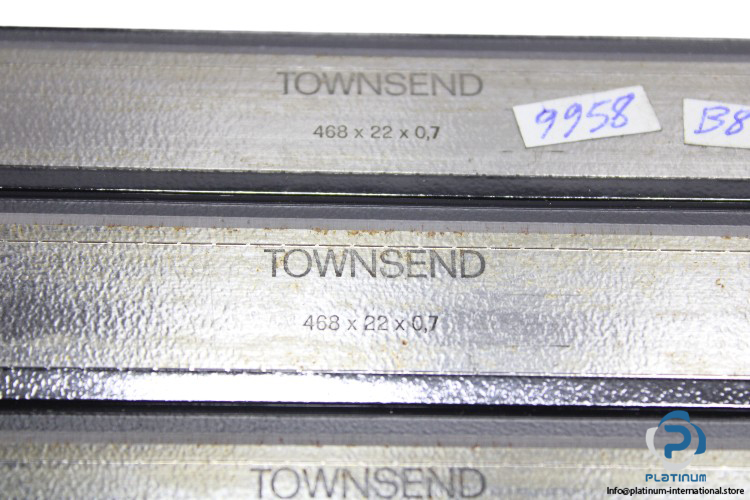 TOWNSEND
468 x 22 x 0,7
9958
B8
TOWNSEND
468 x 22 x 0,7
TOWNSEND
PLATINUM
Info@platinum-international.store